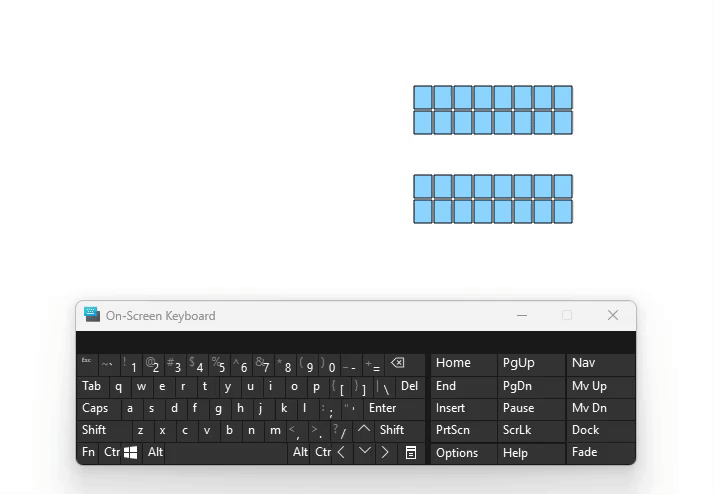 On-Screen Keyboard
Esc ~ ` ! 1 @ 2 # 3 $ 4 % 5 ^ 6 & 7 * 8 ( 9 ) 0 _ - + = Home PgUp Nav
Tab q w e r t y u i o p { [ } ] | \ Del End PgDn Mv Up
Caps a s d f g h j k l : ; " ' Enter Insert Pause Mv Dn
Shift z x c v b n m < , > . ? / Shift PrtScn ScrLk Dock
Fn Ctr Alt Alt Ctr Options Help Fade